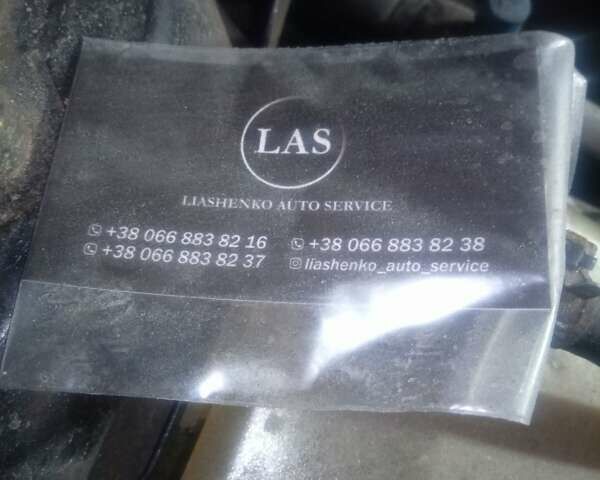 LAS
LIASHENKO AUTO SERVICE
+38 066 883 82 16
+38 066 883 82 37
+38 066 883 82 38
liashenko_auto_service